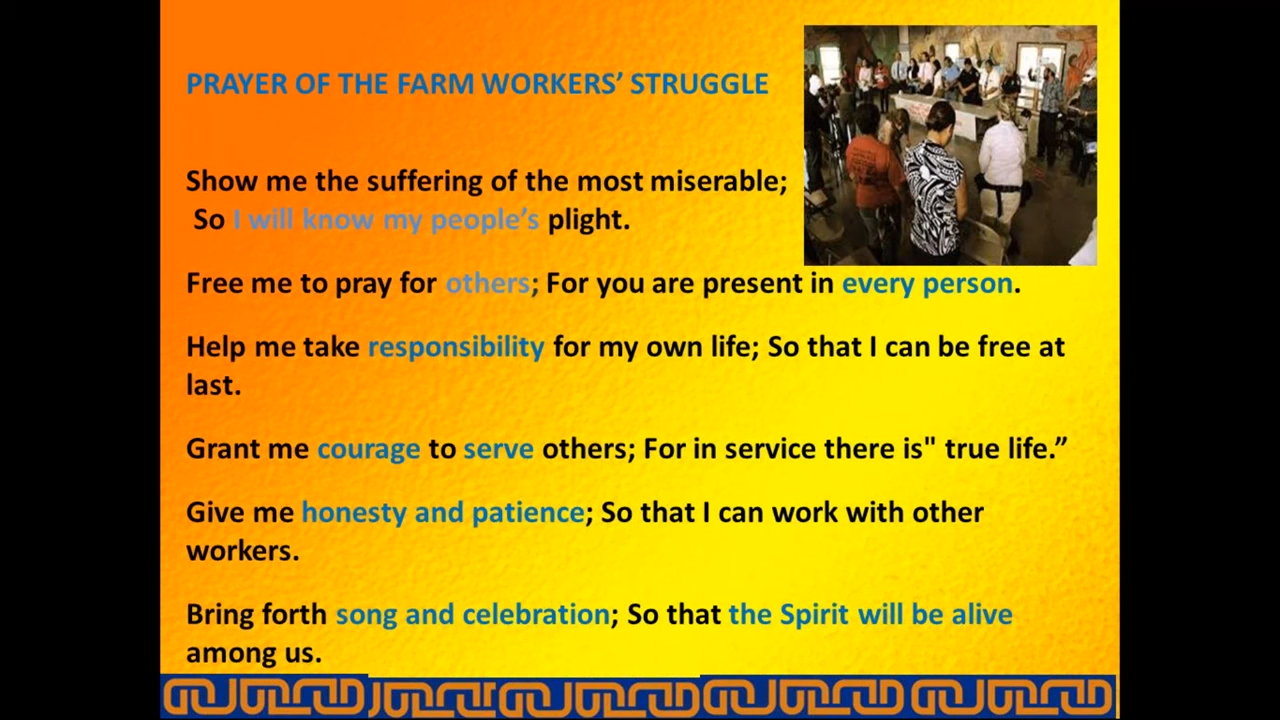 PRAYER OF THE FARM WORKERS’ STRUGGLE
Show me the suffering of the most miserable;
So I will know my people’s plight.
Free me to pray for others; For you are present in every person.
Help me take responsibility for my own life; So that I can be free at
last.
Grant me courage to serve others; For in service there is" true life.”
Give me honesty and patience; So that I can work with other
workers.
Bring forth song and celebration; So that the Spirit will be alive
among us.